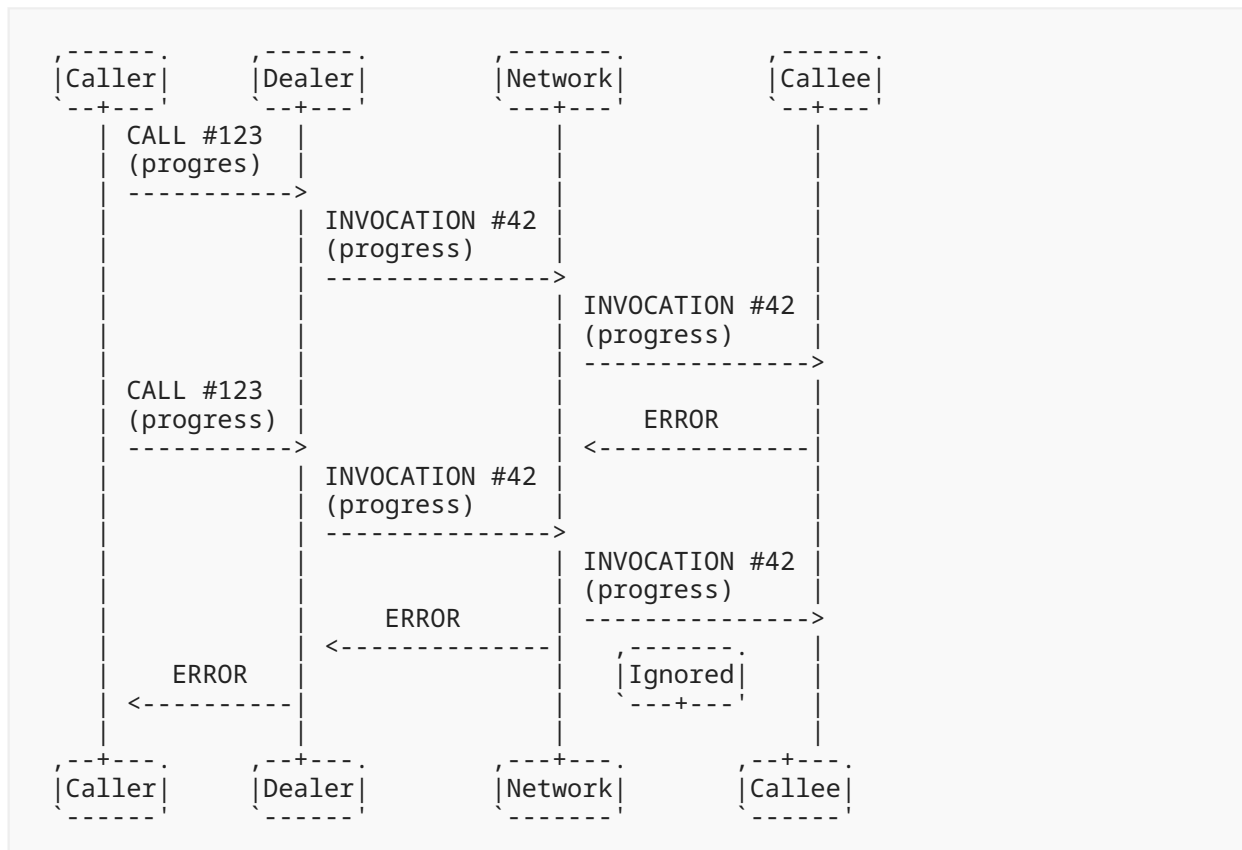 Caller Dealer Network Callee
CALL #123
(progres)
INVOCATION #42
(progress)
INVOCATION #42
(progress)
CALL #123
(progress) ERROR
INVOCATION #42
(progress)
INVOCATION #42
(progress)
ERROR
ERROR Ignored
Caller Dealer Network Callee